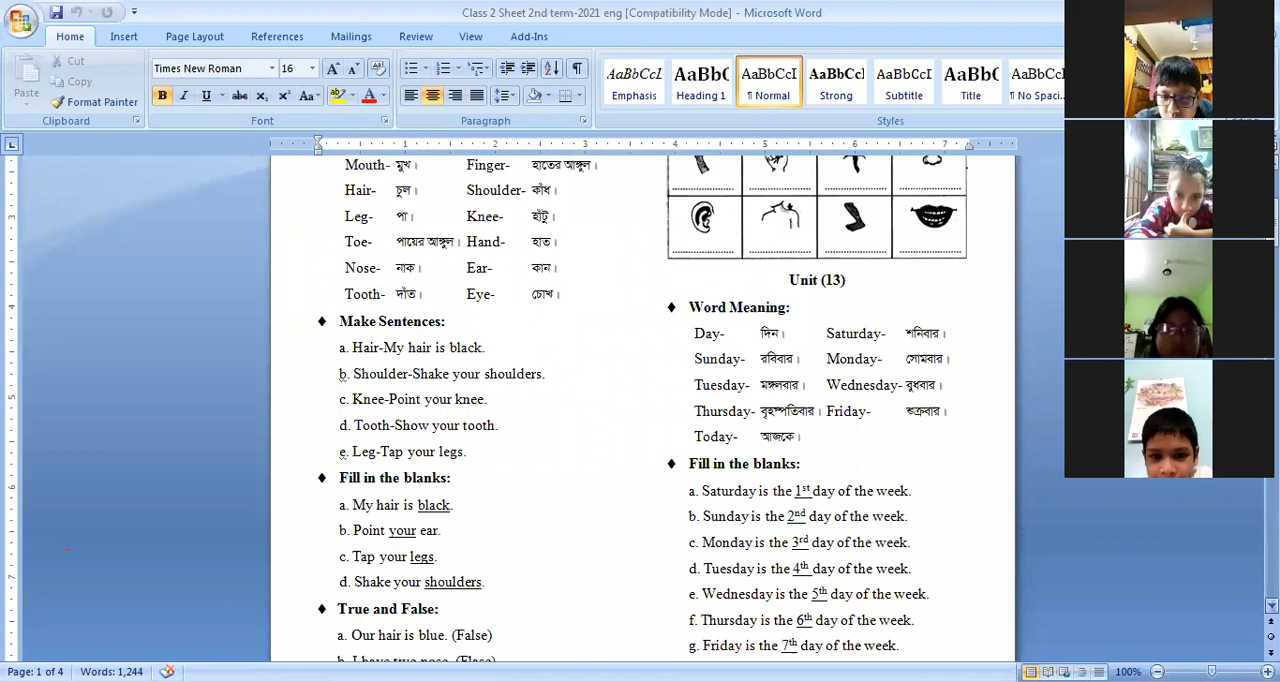 Class 2 Sheet 2nd term-2021 eng [Compatibility Mode] - Microsoft Word
Home Insert Page Layout References Mailings Review View Add-Ins
Paste
Cut
Copy
Format Painter
Clipboard
Times New Roman 16
Font
Paragraph
AaBbCcI AaBbC AaBbCcI AaBbCcI AaBbCcI AaBbC AaBbCcI
Emphasis Heading 1 ¶ Normal Strong Subtitle Title ¶ No Spaci...
Styles
Mouth- মুখ। Finger- হাতের আঙ্গুল।
Hair- চুল। Shoulder- কাঁধ।
Leg- পা। Knee- হাঁটু।
Toe- পায়ের আঙ্গুল। Hand- হাত।
Nose- নাক। Ear- কান।
Tooth- দাঁত। Eye- চোখ।
♦ Make Sentences:
a. Hair-My hair is black.
b. Shoulder-Shake your shoulders.
c. Knee-Point your knee.
d. Tooth-Show your tooth.
e. Leg-Tap your legs.
♦ Fill in the blanks:
a. My hair is black.
b. Point your ear.
c. Tap your legs.
d. Shake your shoulders.
♦ True and False:
a. Our hair is blue. (False)
b. I have two nose. (Flase)
Unit (13)
♦ Word Meaning:
Day- দিন। Saturday- শনিবার।
Sunday- রবিবার। Monday- সোমবার।
Tuesday- মঙ্গলবার। Wednesday- বুধবার।
Thursday- বৃহস্পতিবার। Friday- শুক্রবার।
Today- আজকে।
♦ Fill in the blanks:
a. Saturday is the 1st day of the week.
b. Sunday is the 2nd day of the week.
c. Monday is the 3rd day of the week.
d. Tuesday is the 4th day of the week.
e. Wednesday is the 5th day of the week.
f. Thursday is the 6th day of the week.
g. Friday is the 7th day of the week.
Page: 1 of 4 Words: 1,244 100%